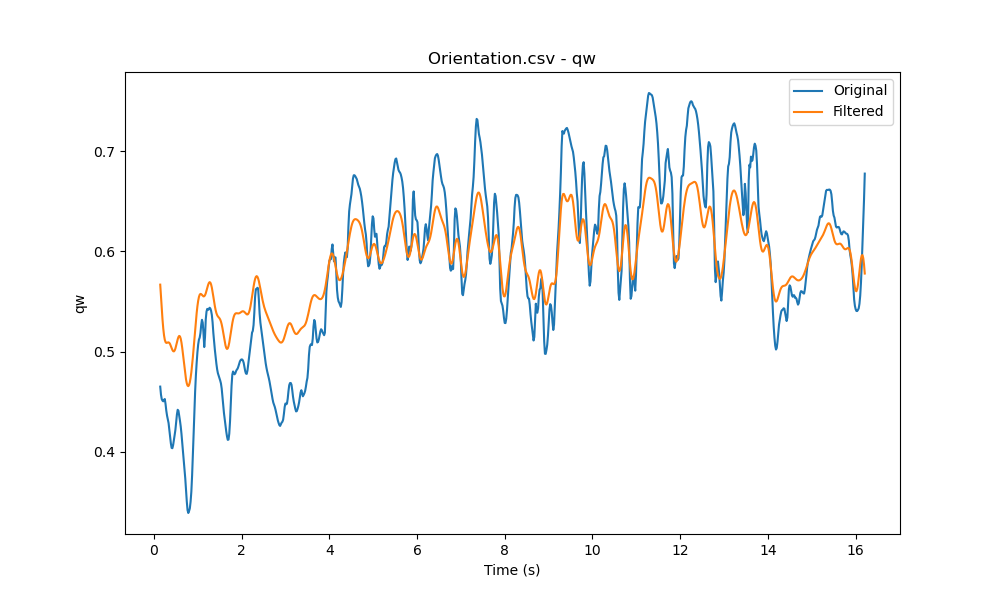 Orientation.csv - qw
Original
Filtered
0.7
0.6
0.5
0.4
qw
0 2 4 6 8 10 12 14 16
Time (s)